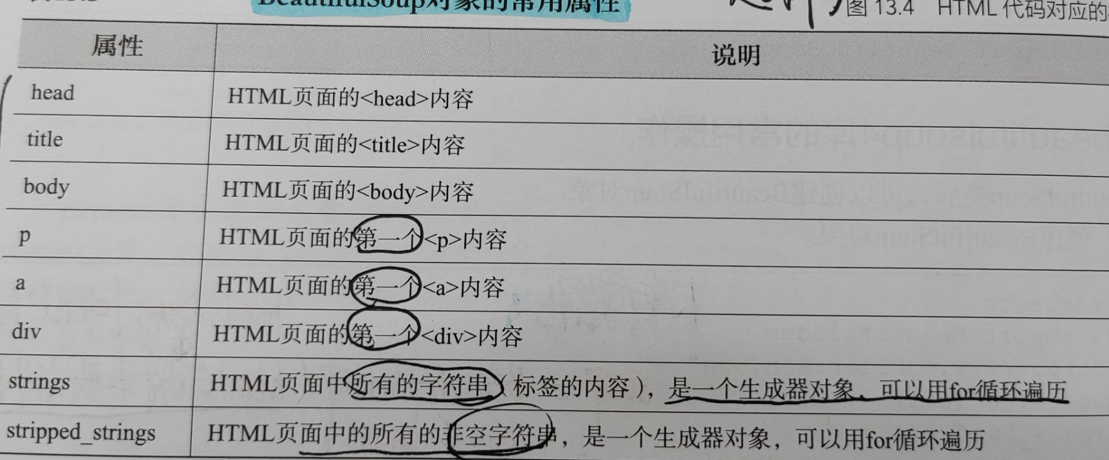 BeautifulSoup对象的常用属性
图 13.4 HTML 代码对应的
属性 说明
head HTML页面的<head>内容
title HTML页面的<title>内容
body HTML页面的<body>内容
p HTML页面的第一个<p>内容
a HTML页面的第一个<a>内容
div HTML页面的第一个<div>内容
strings HTML页面中所有的字符串（标签的内容），是一个生成器对象，可以用for循环遍历
stripped_strings HTML页面中的所有的非空字符串，是一个生成器对象，可以用for循环遍历